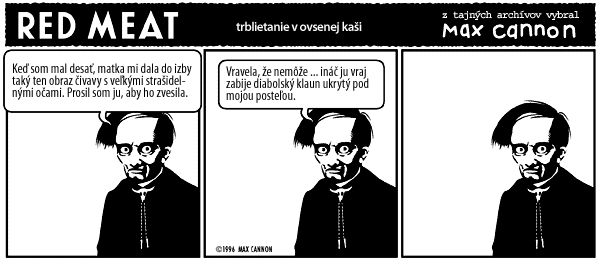 RED MEAT
trblietanie v ovsenej kaši
z tajných archívov vybral
max cannon
Keď som mal desať, matka mi dala do izby
taký ten obraz čivavy s veľkými strašidel-
nými očami. Prosil som ju, aby ho zvesila.
Vravela, že nemôže ... ináč ju vraj
zabije diabolský klaun ukrytý pod
mojou posteľou.
©1996 MAX CANNON